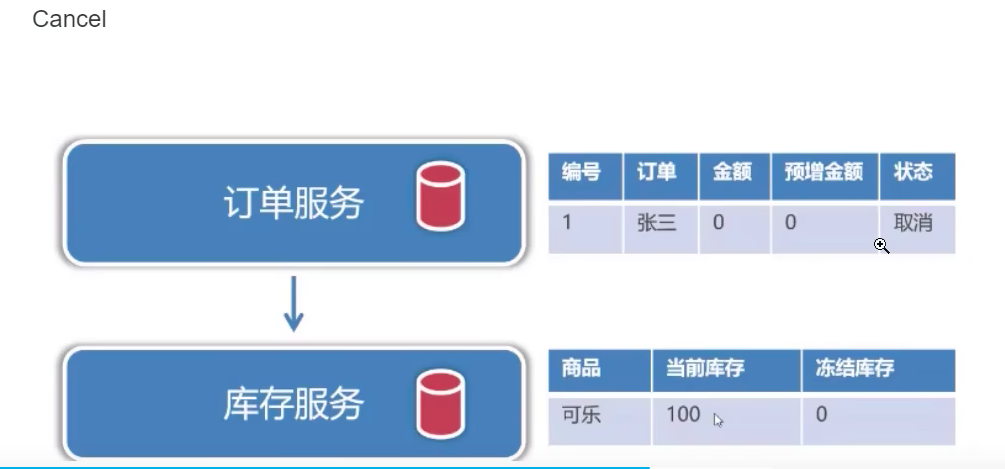 Cancel
订单服务
编号 订单 金额 预增金额 状态
1 张三 0 0 取消
库存服务
商品 当前库存 冻结库存
可乐 100 0